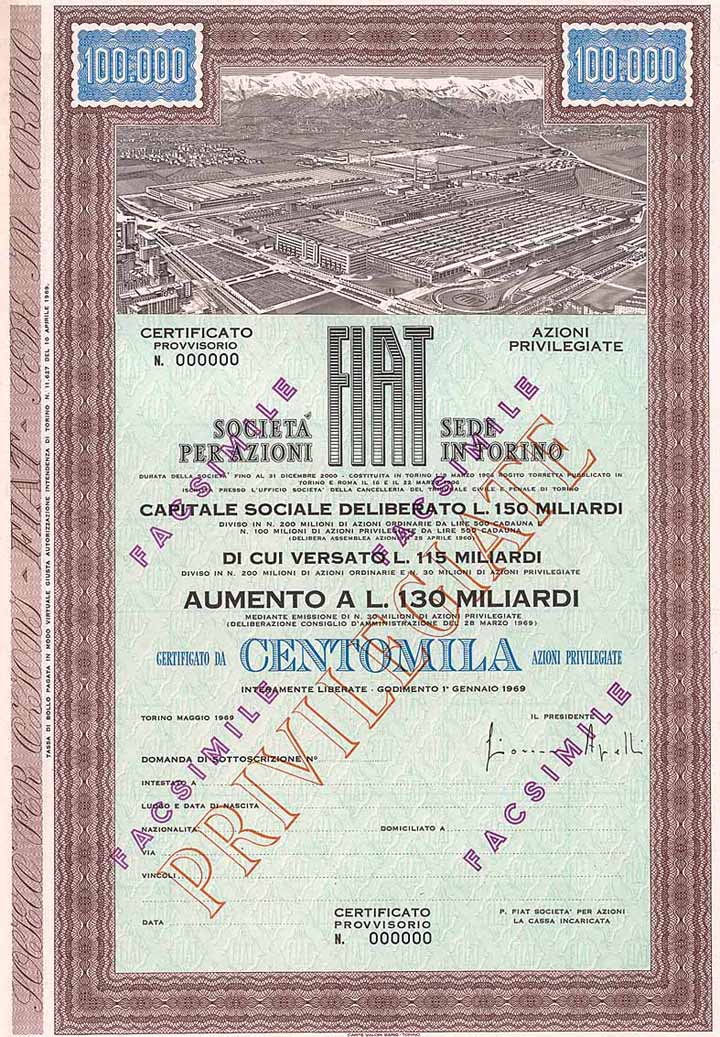 100.000
100.000
CERTIFICATO
PROVVISORIO
N. 000000
AZIONI
PRIVILEGIATE
FIAT
SOCIETÀ
PER AZIONI
SEDE
IN TORINO
DURATA DELLA SOCIETA' FINO AL 31 DICEMBRE 2000 - COSTITUITA IN TORINO L'8 MARZO 1906 ROGITO TORRETTA PUBBLICATO IN
TORINO E ROMA IL 16 E IL 22 MARZO 1906
ISCRITTA PRESSO L'UFFICIO SOCIETA' DELLA CANCELLERIA DEL TRIBUNALE CIVILE E PENALE DI TORINO
CAPITALE SOCIALE DELIBERATO L. 150 MILIARDI
DIVISO IN N. 200 MILIONI DI AZIONI ORDINARIE DA LIRE 500 CADAUNA E
N. 100 MILIONI DI AZIONI PRIVILEGIATE DA LIRE 500 CADAUNA
(DELIBERA ASSEMBLEA AZIONISTI 28 APRILE 1960)
DI CUI VERSATO L. 115 MILIARDI
DIVISO IN N. 200 MILIONI DI AZIONI ORDINARIE E N. 30 MILIONI DI AZIONI PRIVILEGIATE
AUMENTO A L. 130 MILIARDI
MEDIANTE EMISSIONE DI N. 30 MILIONI DI AZIONI PRIVILEGIATE
(DELIBERAZIONE CONSIGLIO D'AMMINISTRAZIONE DEL 28 MARZO 1969)
CERTIFICATO DA CENTOMILA AZIONI PRIVILEGIATE
INTERAMENTE LIBERATE - GODIMENTO 1° GENNAIO 1969
TORINO MAGGIO 1969
IL PRESIDENTE
DOMANDA DI SOTTOSCRIZIONE N°
INTESTATO A
LUOGO E DATA DI NASCITA
NAZIONALITÀ
DOMICILIATO A
VIA
VINCOLI
DATA
CERTIFICATO
PROVVISORIO
N. 000000
P. FIAT SOCIETA' PER AZIONI
LA CASSA INCARICATA
PRIVILEGIATE
FACSIMILE
FACSIMILE
FACSIMILE
FACSIMILE
TASSA DI BOLLO PAGATA IN MODO VIRTUALE GIUSTA AUTORIZZAZIONE INTENDENZA DI TORINO N. 11.627 DEL 10 APRILE 1969.